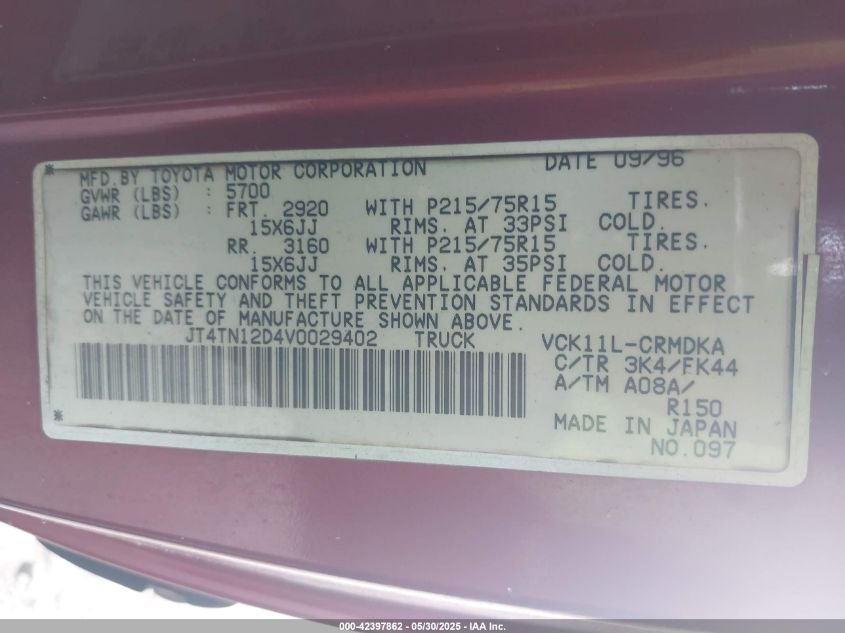 MFD.BY TOYOTA MOTOR CORPORATION DATE 09/96
GVWR (LBS) : 5700
GAWR (LBS) : FRT. 2920 WITH P215/75R15 TIRES.
15X6JJ RIMS. AT 33PSI COLD.
RR. 3160 WITH P215/75R15 TIRES.
15X6JJ RIMS. AT 35PSI COLD.
THIS VEHICLE CONFORMS TO ALL APPLICABLE FEDERAL MOTOR
VEHICLE SAFETY AND THEFT PREVENTION STANDARDS IN EFFECT
ON THE DATE OF MANUFACTURE SHOWN ABOVE.
JT4TN12D4V0029402 TRUCK VCK11L-CRMDKA
C/TR 3K4/FK44
A/TM A08A/
R150
MADE IN JAPAN
NO.097
000-42397862 - 05/30/2025 - IAA Inc.